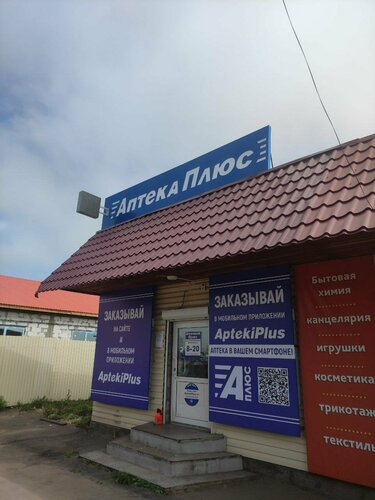 Аптека Плюс
ЗАКАЗЫВАЙ
НА САЙТЕ
И
В МОБИЛЬНОМ
ПРИЛОЖЕНИИ
AptekiPlus
8-20
ЗАКАЗЫВАЙ
В МОБИЛЬНОМ ПРИЛОЖЕНИИ
AptekiPlus
АПТЕКА В ВАШЕМ СМАРТФОНЕ!
А ПЛЮС
Бытовая
химия
канцелярия
игрушки
косметика
трикотаж
текстиль